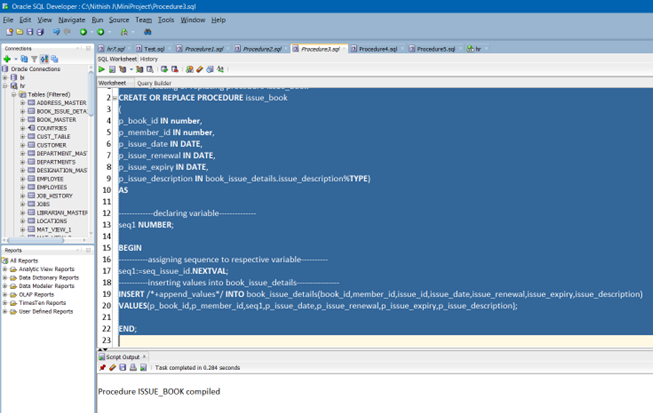 Oracle SQL Developer : C:\Nithish J\MiniProject\Procedure3.sql
File Edit View Navigate Run Source Team Tools Window Help
Connections
Oracle Connections
bi
hr
Tables (Filtered)
ADDRESS_MASTER
BOOK_ISSUE_DETA
BOOK_MASTER
COUNTRIES
CUST_TABLE
CUSTOMER
DEPARTMENT_MAS
DEPARTMENTS
DESIGNATION_MAS
EMPLOYEE
EMPLOYEES
JOB_HISTORY
JOBS
LIBRARIAN_MASTER
LOCATIONS
MAT_VIEW_1
Reports
All Reports
Analytic View Reports
Data Dictionary Reports
Data Modeler Reports
OLAP Reports
TimesTen Reports
User Defined Reports
hr7.sql Test.sql Procedure1.sql Procedure2.sql Procedure3.sql Procedure4.sql Procedure5.sql hr
SQL Worksheet History
Worksheet Query Builder
2 CREATE OR REPLACE PROCEDURE issue_book
3 (
4 p_book_id IN number,
5 p_member_id IN number,
6 p_issue_date IN DATE,
7 p_issue_renewal IN DATE,
8 p_issue_expiry IN DATE,
9 p_issue_description IN book_issue_details.issue_description%TYPE)
10 AS
11
12 -------------declaring variable--------------
13 seq1 NUMBER;
14
15 BEGIN
16 -----------assigning sequence to respective variable----------
17 seq1:=seq_issue_id.NEXTVAL;
18 -----------inserting values into book_issue_details----------------
19 INSERT /*+append_values*/ INTO book_issue_details(book_id,member_id,issue_id,issue_date,issue_renewal,issue_expiry,issue_description)
20 VALUES(p_book_id,p_member_id,seq1,p_issue_date,p_issue_renewal,p_issue_expiry,p_issue_description);
21
22 END;
23
Script Output
Task completed in 0.284 seconds
Procedure ISSUE_BOOK compiled